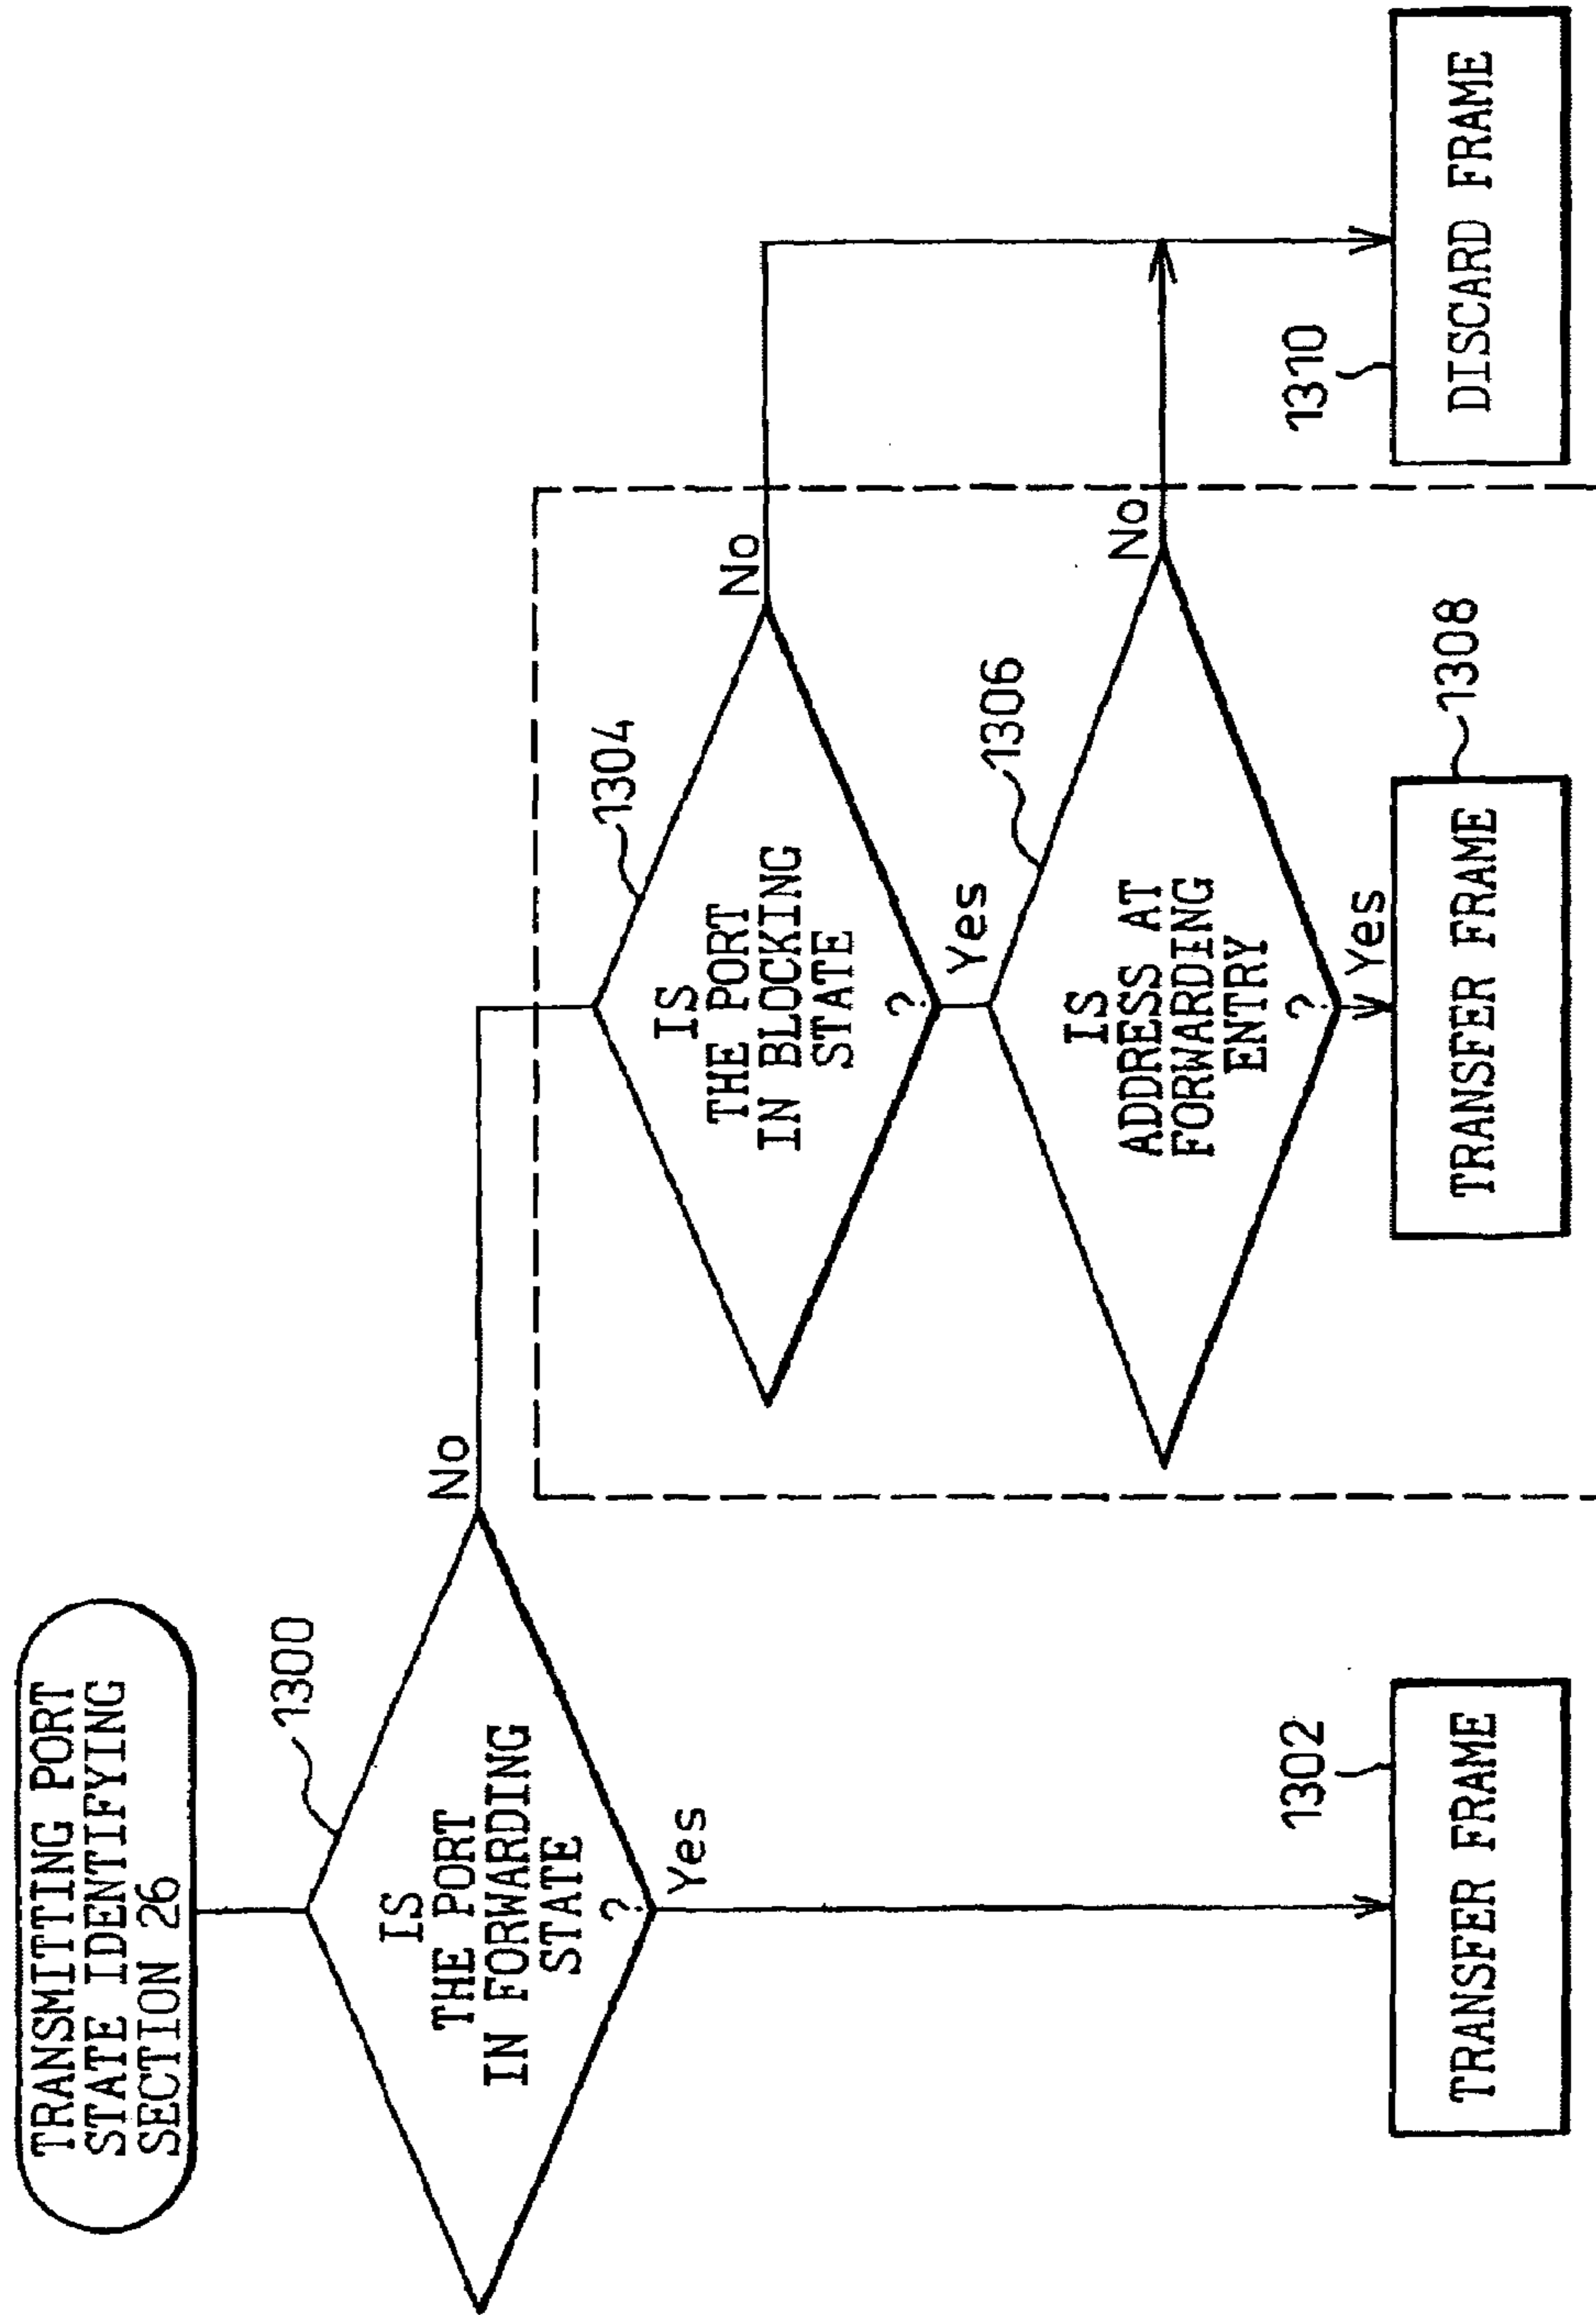 TRANSMITTING PORT
STATE IDENTIFYING
SECTION 26
1300
IS
THE PORT
IN FORWARDING
STATE
?
No
Yes
1302
TRANSFER FRAME
1304
IS
THE PORT
IN BLOCKING
STATE
?
No
Yes
1306
IS
ADDRESS AT
FORWARDING
ENTRY
?
No
Yes
1308
TRANSFER FRAME
1310
DISCARD FRAME